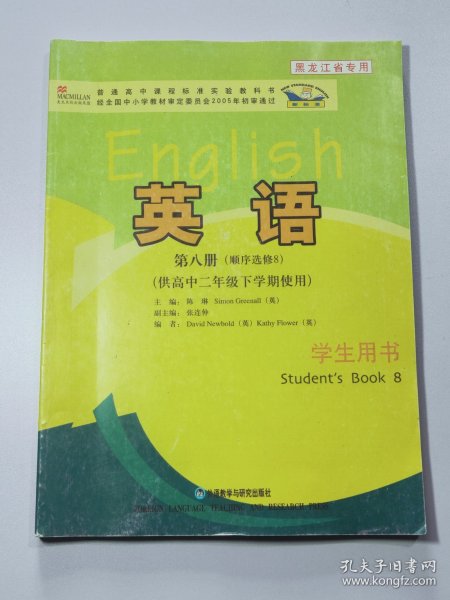 黑龙江省专用
MACMILLAN
普通高中课程标准实验教科书
经全国中小学教材审定委员会2005年初审通过
NEW STANDARD ENGLISH
English
英语
第八册（顺序选修8）
（供高中二年级下学期使用）
主 编：陈 琳 Simon Greenall（英）
副主编：张连仲
编 者：David Newbold（英）Kathy Flower（英）
学生用书
Student's Book 8
外语教学与研究出版社
FOREIGN LANGUAGE TEACHING AND RESEARCH PRESS
孔夫子旧书网
www.kongfz.com